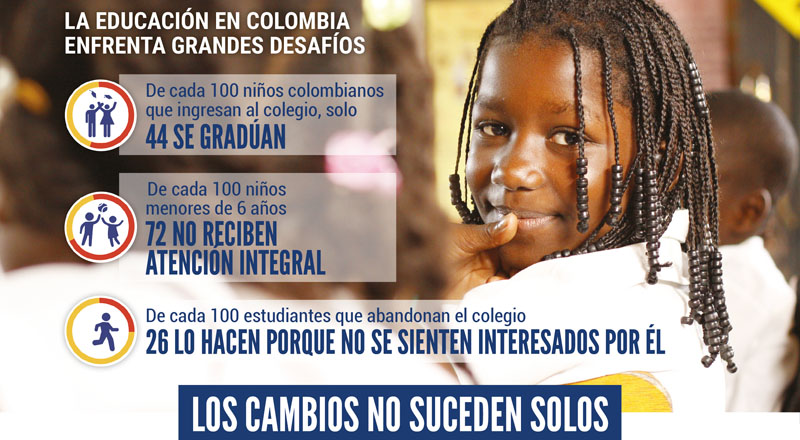 LA EDUCACIÓN EN COLOMBIA
ENFRENTA GRANDES DESAFÍOS
De cada 100 niños colombianos
que ingresan al colegio, solo
44 SE GRADÚAN
De cada 100 niños
menores de 6 años
72 NO RECIBEN
ATENCIÓN INTEGRAL
De cada 100 estudiantes que abandonan el colegio
26 LO HACEN PORQUE NO SE SIENTEN INTERESADOS POR ÉL
LOS CAMBIOS NO SUCEDEN SOLOS